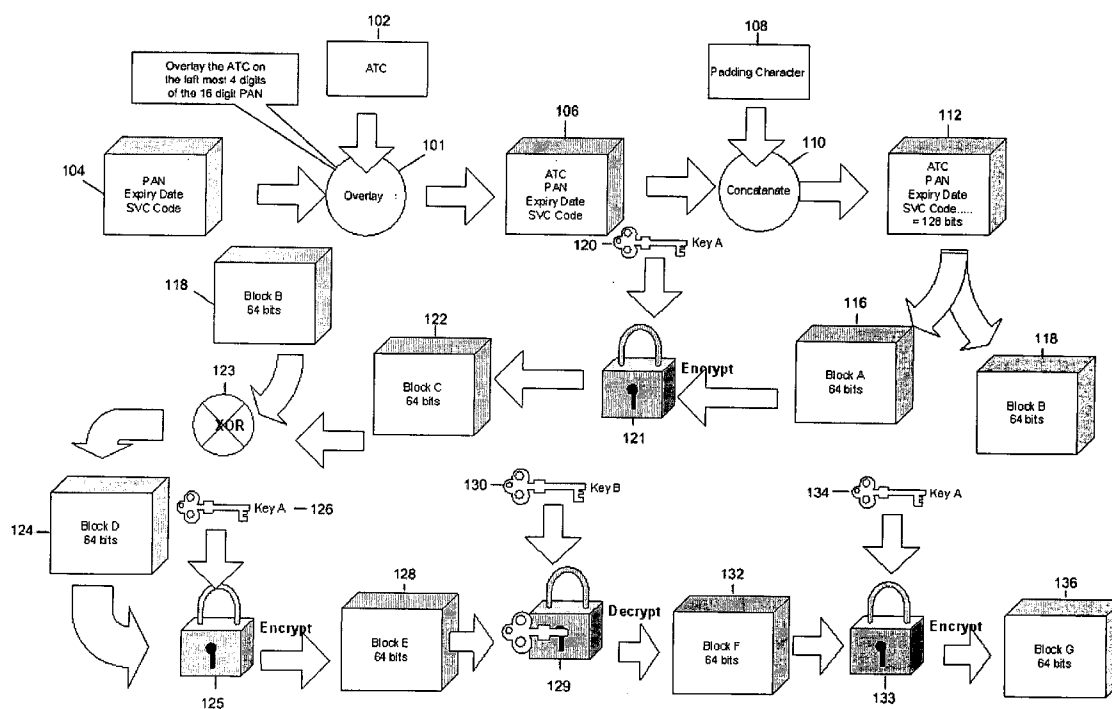 102
108
Overlay the ATC on
the left most 4 digits
of the 16 digit PAN
ATC
Padding Character
106
112
101
110
104
PAN
Expiry Date
SVC Code
Overlay
ATC
PAN
Expiry Date
SVC Code
Concatenate
ATC
PAN
Expiry Date
SVC Code.....
= 128 bits
120
Key A
118
Block B
64 bits
122
116
118
Block C
64 bits
Encrypt
Block A
64 bits
Block B
64 bits
123
XOR
121
130
Key B
134
Key A
124
Block D
64 bits
Key A
126
128
132
136
Encrypt
Block E
64 bits
Decrypt
Block F
64 bits
Encrypt
Block G
64 bits
125
129
133